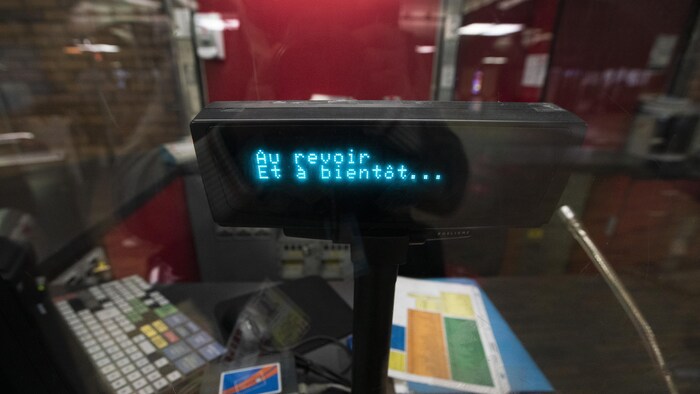 Au revoir
Et à bientôt...